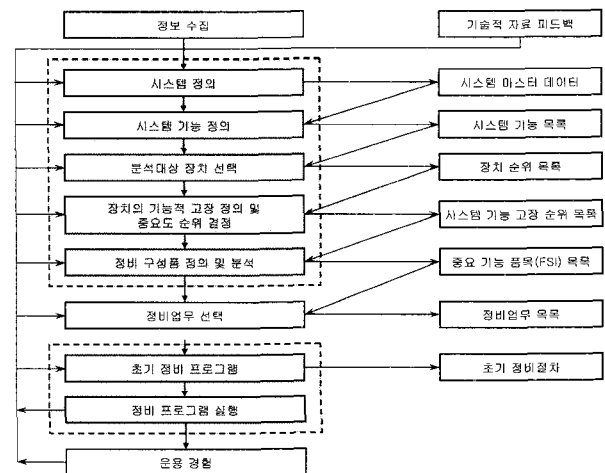 정보 수집
기술적 자료 피드백
시스템 정의
시스템 마스터 데이터
시스템 기능 정의
시스템 기능 목록
분석대상 장치 선택
장치 순위 목록
장치의 기능적 고장 정의 및
중요도 순위 결정
시스템 기능 고장 순위 목록
정비 구성품 정의 및 분석
중요 기능 품목(FSI) 목록
정비업무 선택
정비업무 목록
초기 정비 프로그램
초기 정비절차
정비 프로그램 실행
운용 경험